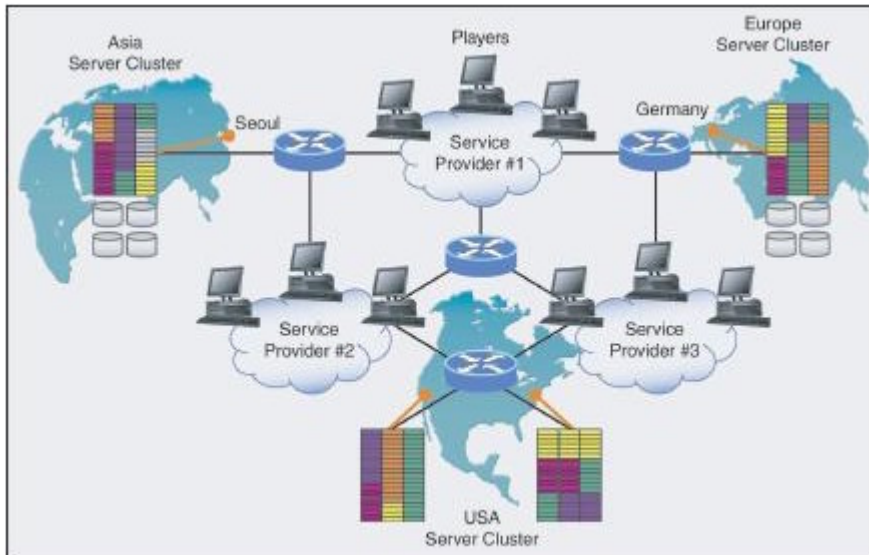 Asia
Server Cluster
Players
Europe
Server Cluster
Seoul
Germany
Service
Provider #1
Service
Provider #2
Service
Provider #3
USA
Server Cluster